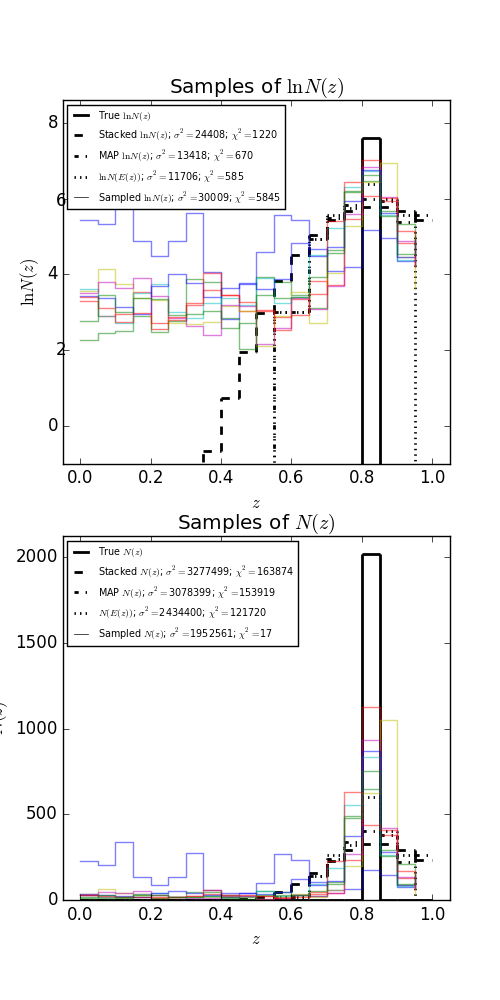 Samples of ln N(z)
True ln N(z)
Stacked ln N(z); σ² = 24408; χ² = 1220
MAP ln N(z); σ² = 13418; χ² = 670
ln N(E(z)); σ² = 11706; χ² = 585
Sampled ln N(z); σ² = 30009; χ² = 5845
8
6
4
2
0
ln N(z)
0.0 0.2 0.4 0.6 0.8 1.0
z
Samples of N(z)
True N(z)
Stacked N(z); σ² = 3277499; χ² = 163874
MAP N(z); σ² = 3078399; χ² = 153919
N(E(z)); σ² = 2434400; χ² = 121720
Sampled N(z); σ² = 1952561; χ² = 17
2000
1500
1000
500
0
N(z)
0.0 0.2 0.4 0.6 0.8 1.0
z